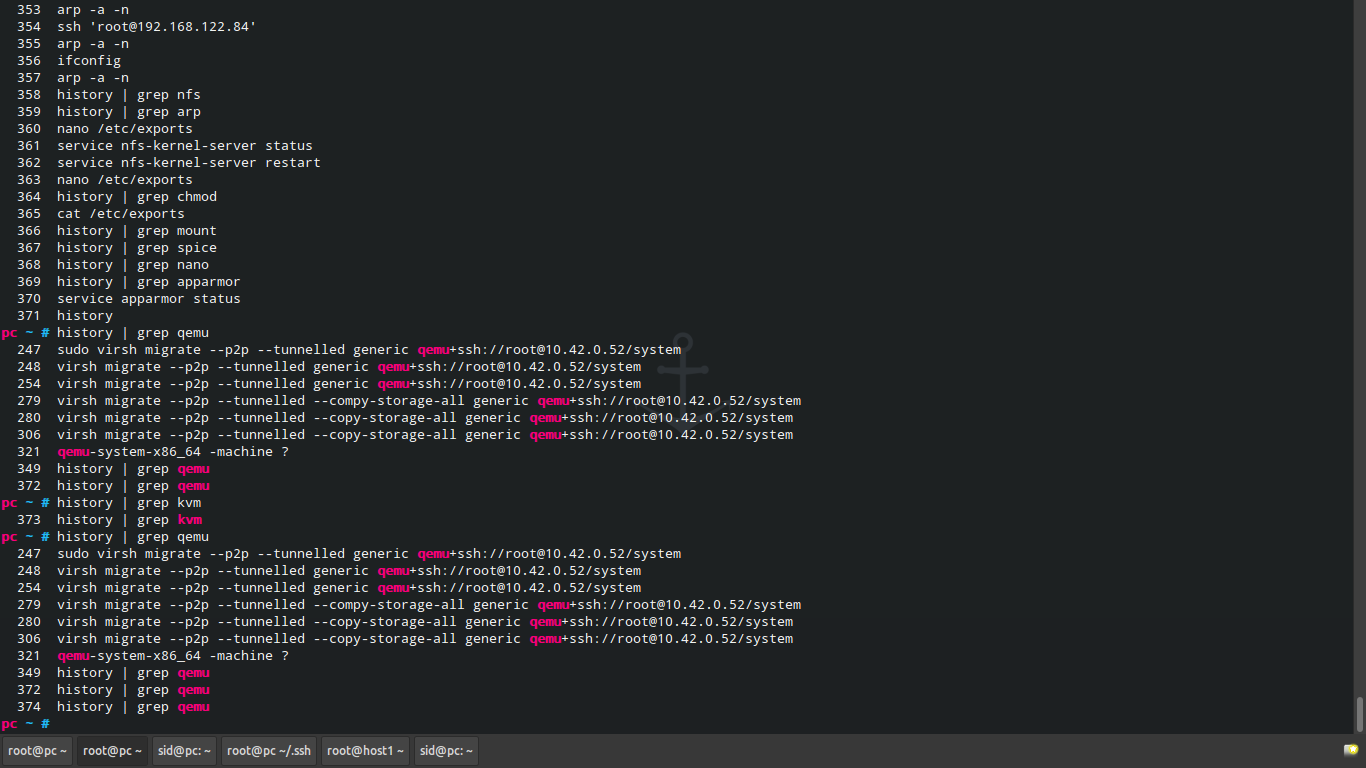 353  arp -a -n
354  ssh 'root@192.168.122.84'
355  arp -a -n
356  ifconfig
357  arp -a -n
358  history | grep nfs
359  history | grep arp
360  nano /etc/exports
361  service nfs-kernel-server status
362  service nfs-kernel-server restart
363  nano /etc/exports
364  history | grep chmod
365  cat /etc/exports
366  history | grep mount
367  history | grep spice
368  history | grep nano
369  history | grep apparmor
370  service apparmor status
371  history
pc ~ # history | grep qemu
247  sudo virsh migrate --p2p --tunnelled generic qemu+ssh://root@10.42.0.52/system
248  virsh migrate --p2p --tunnelled generic qemu+ssh://root@10.42.0.52/system
254  virsh migrate --p2p --tunnelled generic qemu+ssh://root@10.42.0.52/system
279  virsh migrate --p2p --tunnelled --compy-storage-all generic qemu+ssh://root@10.42.0.52/system
280  virsh migrate --p2p --tunnelled --copy-storage-all generic qemu+ssh://root@10.42.0.52/system
306  virsh migrate --p2p --tunnelled --copy-storage-all generic qemu+ssh://root@10.42.0.52/system
321  qemu-system-x86_64 -machine ?
349  history | grep qemu
372  history | grep qemu
pc ~ # history | grep kvm
373  history | grep kvm
pc ~ # history | grep qemu
247  sudo virsh migrate --p2p --tunnelled generic qemu+ssh://root@10.42.0.52/system
248  virsh migrate --p2p --tunnelled generic qemu+ssh://root@10.42.0.52/system
254  virsh migrate --p2p --tunnelled generic qemu+ssh://root@10.42.0.52/system
279  virsh migrate --p2p --tunnelled --compy-storage-all generic qemu+ssh://root@10.42.0.52/system
280  virsh migrate --p2p --tunnelled --copy-storage-all generic qemu+ssh://root@10.42.0.52/system
306  virsh migrate --p2p --tunnelled --copy-storage-all generic qemu+ssh://root@10.42.0.52/system
321  qemu-system-x86_64 -machine ?
349  history | grep qemu
372  history | grep qemu
374  history | grep qemu
pc ~ #
root@pc ~ root@pc ~ sid@pc: ~ root@pc ~/.ssh root@host1 ~ sid@pc: ~